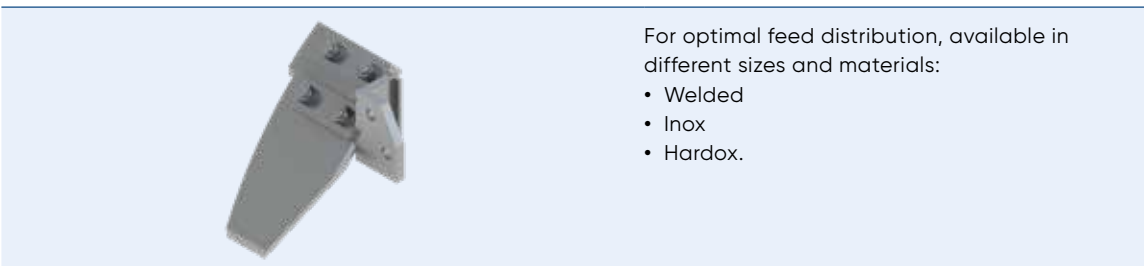 For optimal feed distribution, available in
different sizes and materials:
• Welded
• Inox
• Hardox.